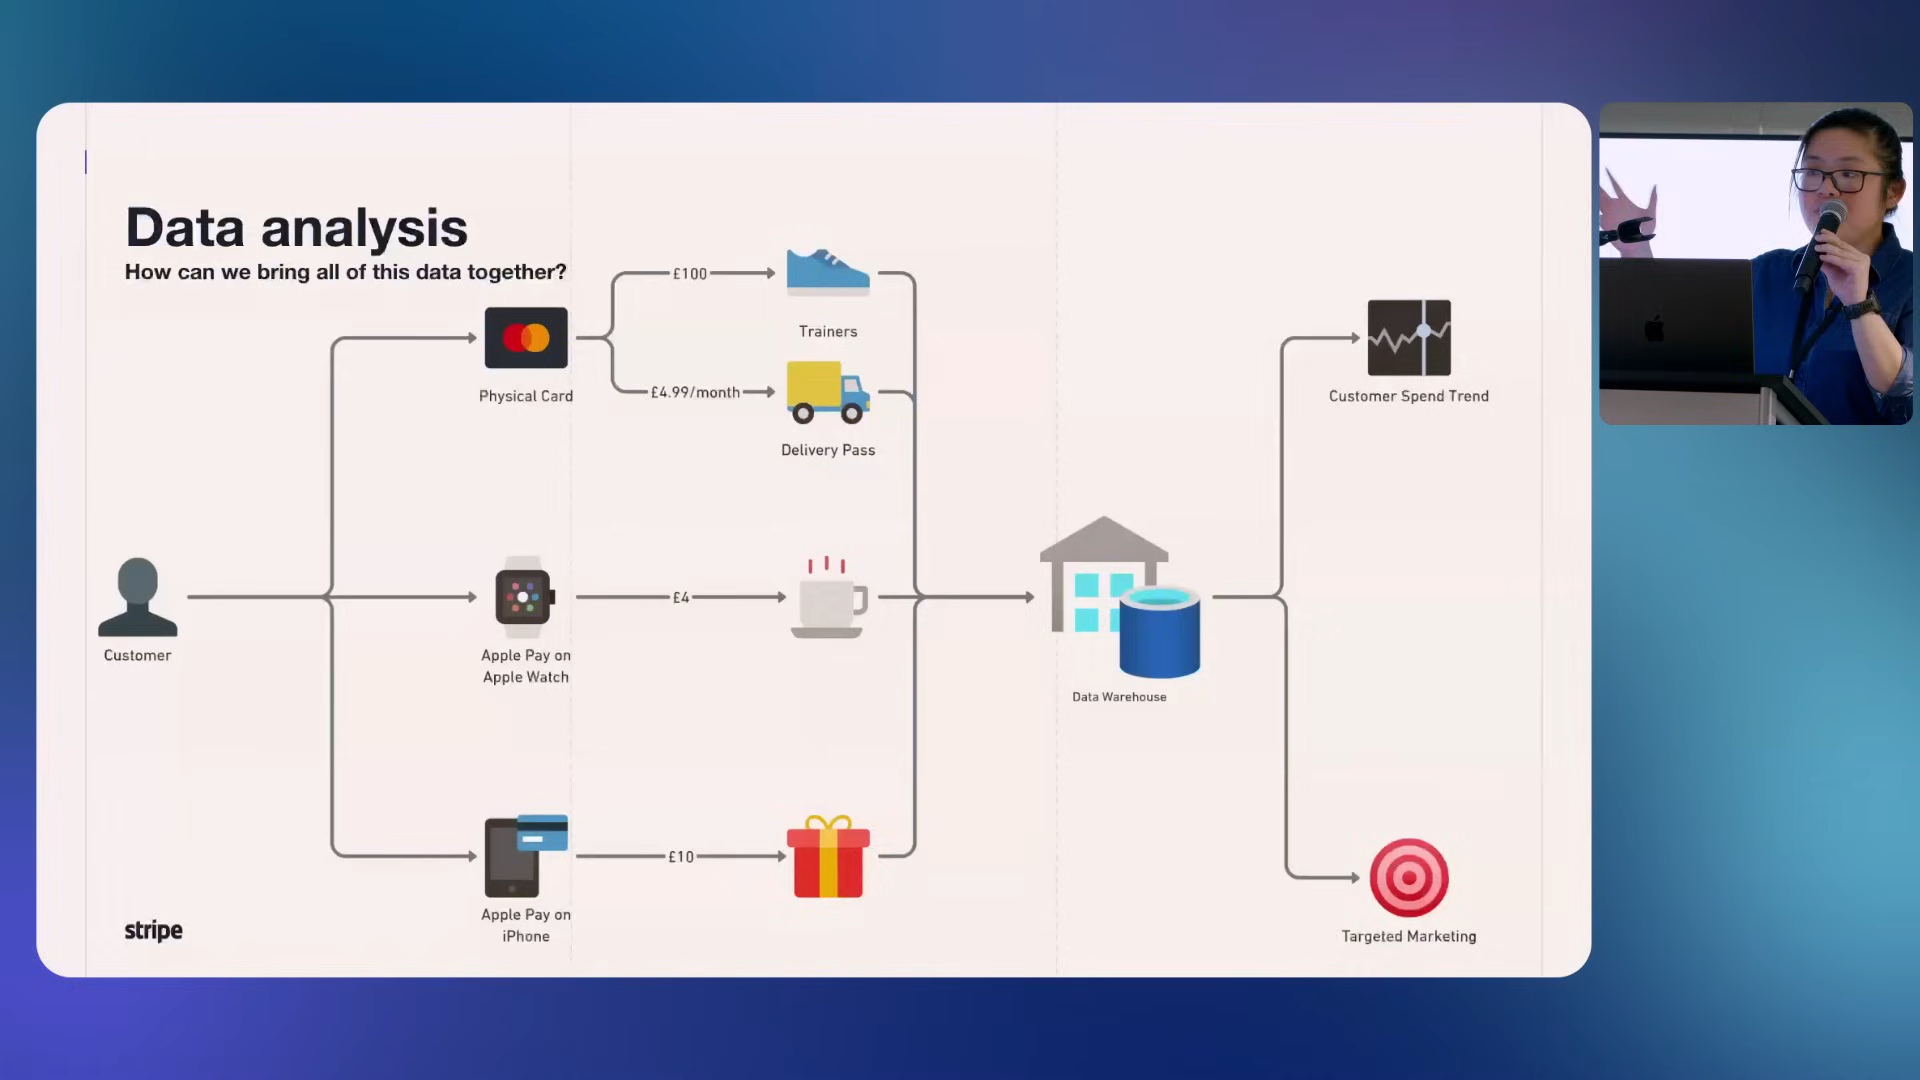 Data analysis
How can we bring all of this data together?
£100
Trainers
Physical Card
£4.99/month
Delivery Pass
Customer Spend Trend
£4
Customer
Apple Pay on
Apple Watch
Data Warehouse
£10
Apple Pay on
iPhone
Targeted Marketing
stripe